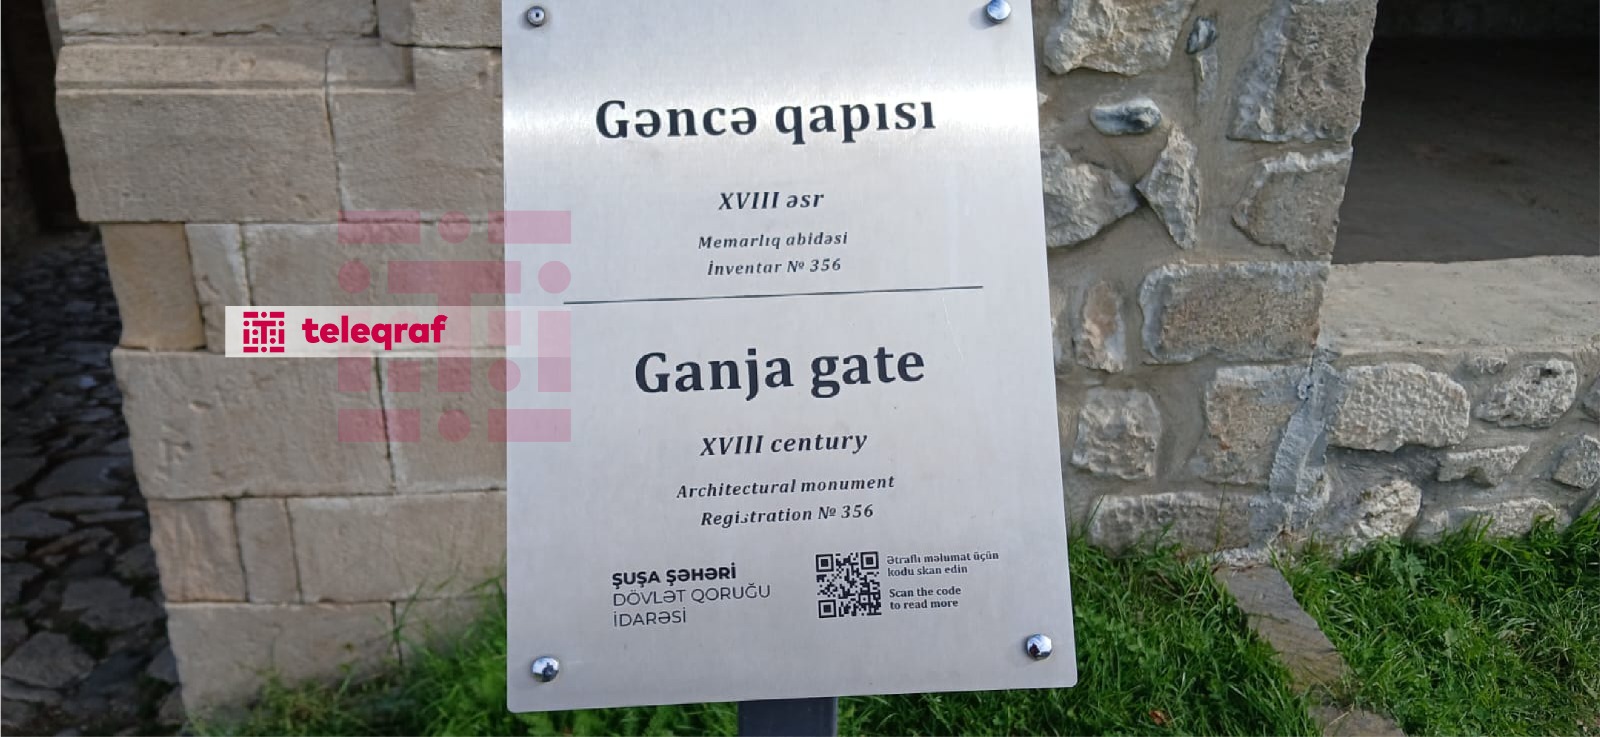 Gəncə qapısı
XVIII əsr
Memarlıq abidəsi
İnventar № 356
teleqraf
Ganja gate
XVIII century
Architectural monument
Registration № 356
ŞUŞA ŞƏHƏRİ
DÖVLƏT QORUĞU
İDARƏSİ
Ətraflı məlumat üçün
kodu skan edin
Scan the code
to read more